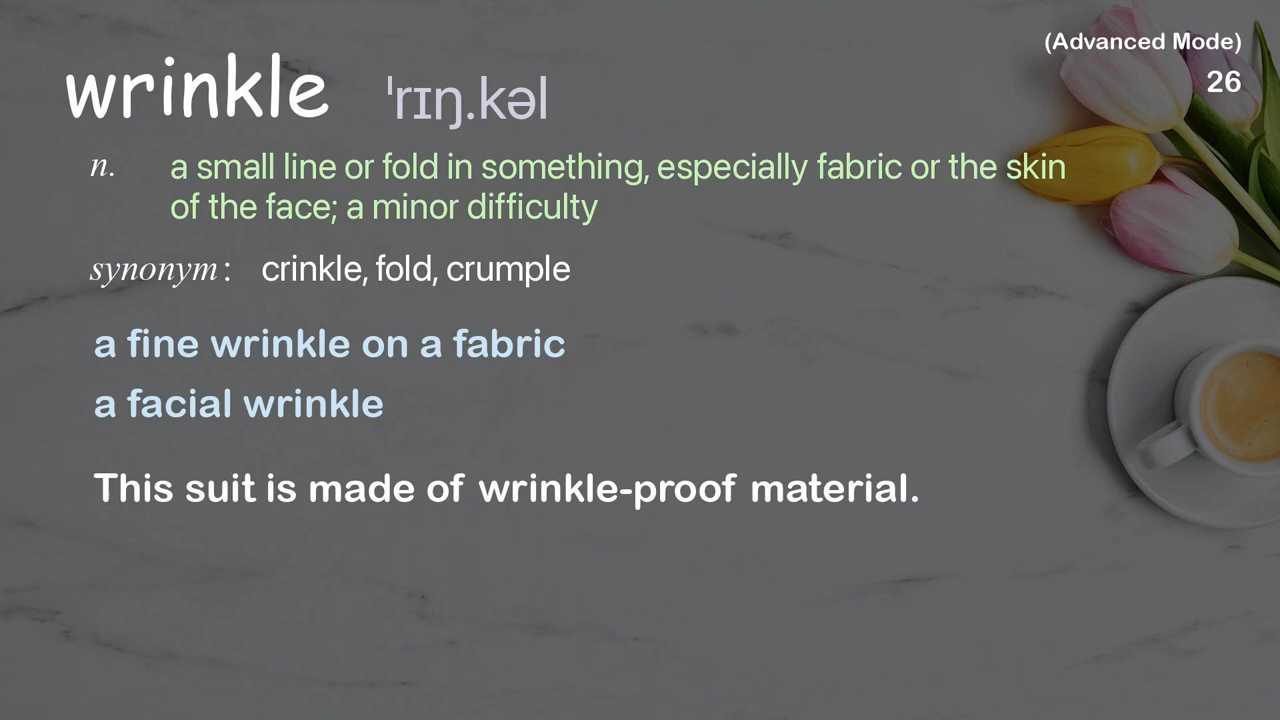 (Advanced Mode)
26
wrinkle ˈrɪŋ.kəl
n. a small line or fold in something, especially fabric or the skin
of the face; a minor difficulty
synonym: crinkle, fold, crumple
a fine wrinkle on a fabric
a facial wrinkle
This suit is made of wrinkle-proof material.